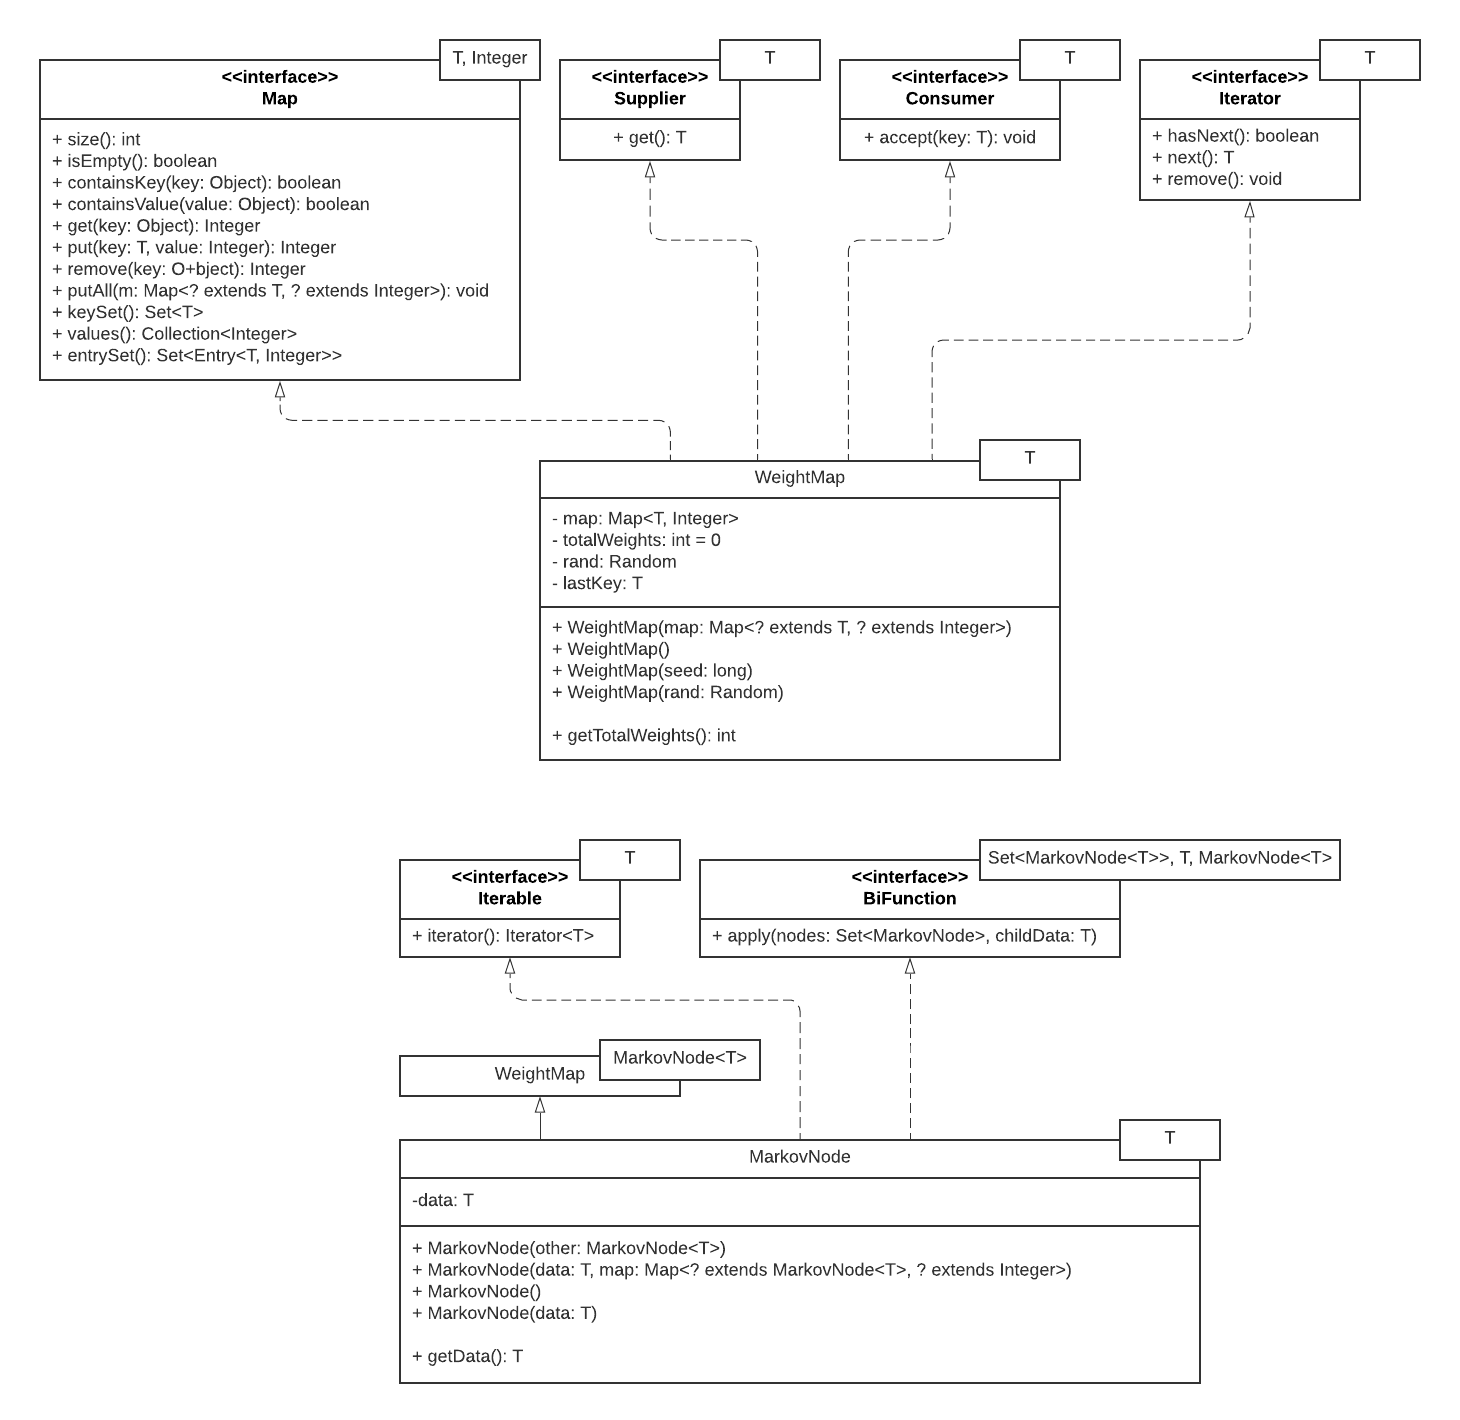 T, Integer
<<interface>>
Map
+ size(): int
+ isEmpty(): boolean
+ containsKey(key: Object): boolean
+ containsValue(value: Object): boolean
+ get(key: Object): Integer
+ put(key: T, value: Integer): Integer
+ remove(key: O+bject): Integer
+ putAll(m: Map<? extends T, ? extends Integer>): void
+ keySet(): Set<T>
+ values(): Collection<Integer>
+ entrySet(): Set<Entry<T, Integer>>
T
<<interface>>
Supplier
+ get(): T
T
<<interface>>
Consumer
+ accept(key: T): void
T
<<interface>>
Iterator
+ hasNext(): boolean
+ next(): T
+ remove(): void
T
WeightMap
- map: Map<T, Integer>
- totalWeights: int = 0
- rand: Random
- lastKey: T
+ WeightMap(map: Map<? extends T, ? extends Integer>)
+ WeightMap()
+ WeightMap(seed: long)
+ WeightMap(rand: Random)
+ getTotalWeights(): int
T
<<interface>>
Iterable
+ iterator(): Iterator<T>
Set<MarkovNode<T>>, T, MarkovNode<T>
<<interface>>
BiFunction
+ apply(nodes: Set<MarkovNode>, childData: T)
MarkovNode<T>
WeightMap
T
MarkovNode
-data: T
+ MarkovNode(other: MarkovNode<T>)
+ MarkovNode(data: T, map: Map<? extends MarkovNode<T>, ? extends Integer>)
+ MarkovNode()
+ MarkovNode(data: T)
+ getData(): T